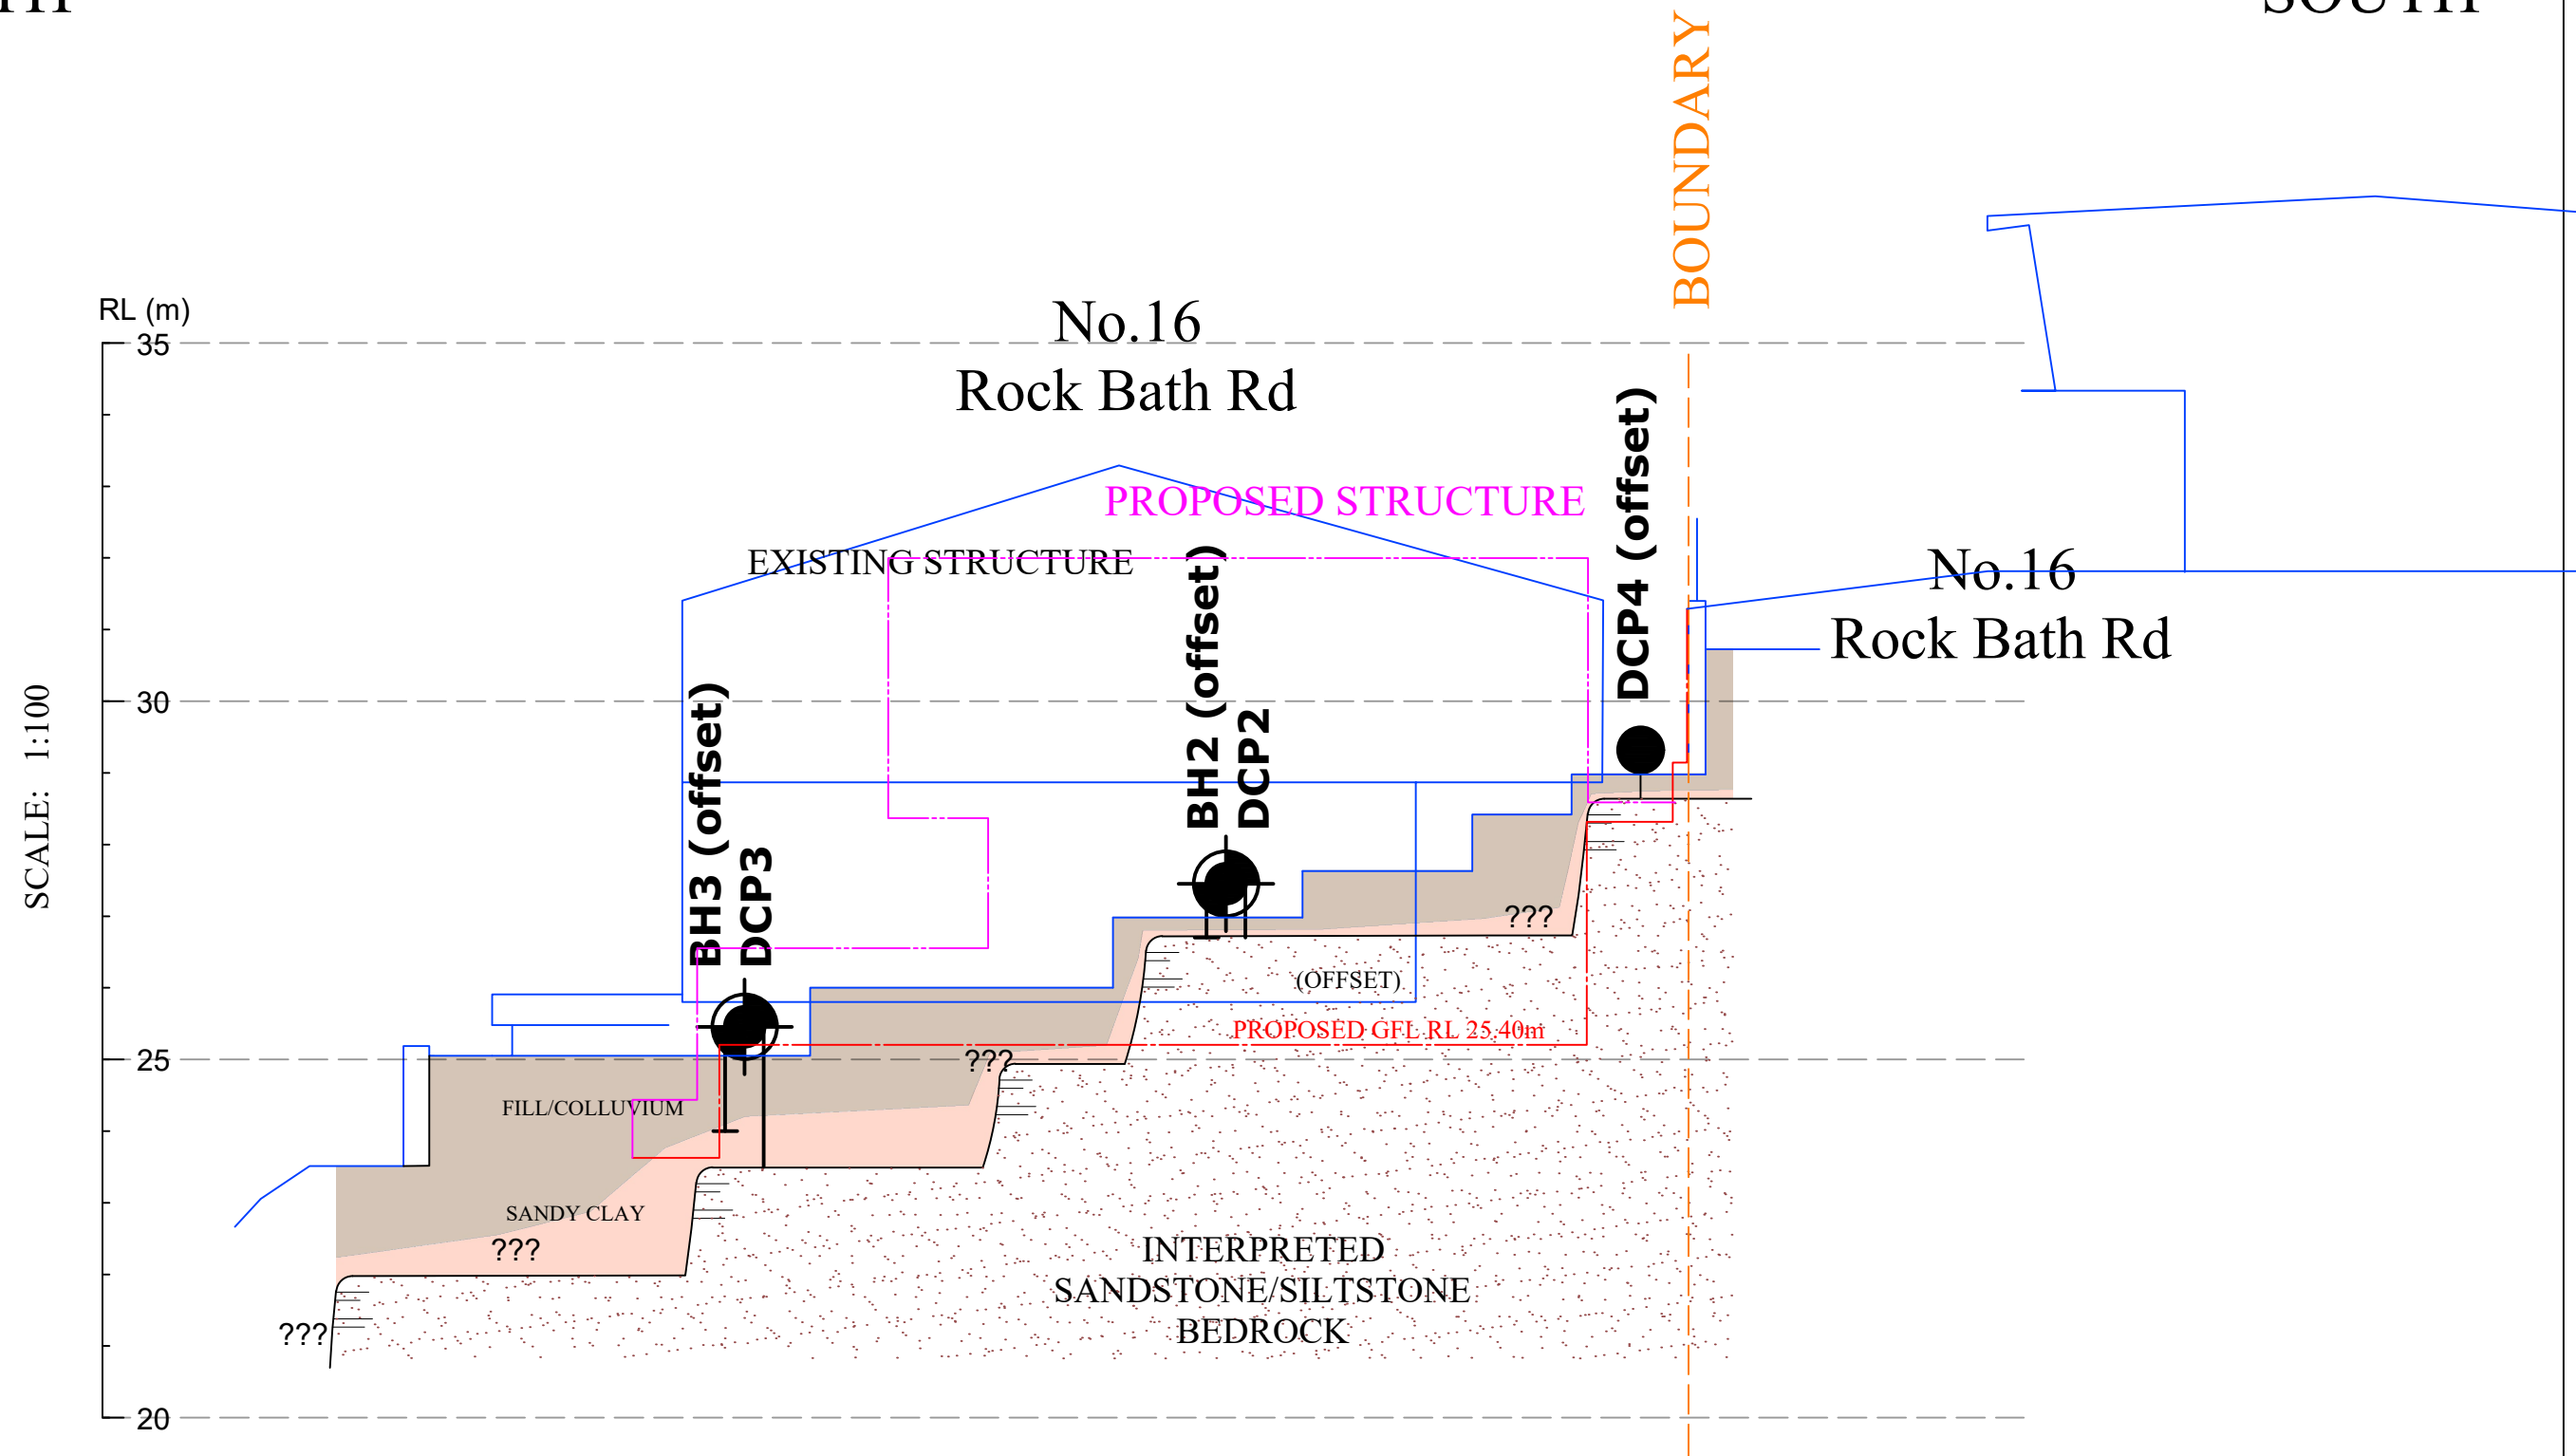 SOUTH
BOUNDARY
RL (m)
35
No.16
Rock Bath Rd
PROPOSED STRUCTURE
EXISTING STRUCTURE
DCP4 (offset)
No.16
Rock Bath Rd
BH2 (offset)
DCP2
BH3 (offset)
DCP3
30
SCALE: 1:100
???
(OFFSET)
PROPOSED GFL RL 25.40m
25
???
FILL/COLLUVIUM
SANDY CLAY
???
INTERPRETED
SANDSTONE/SILTSTONE
BEDROCK
???
20